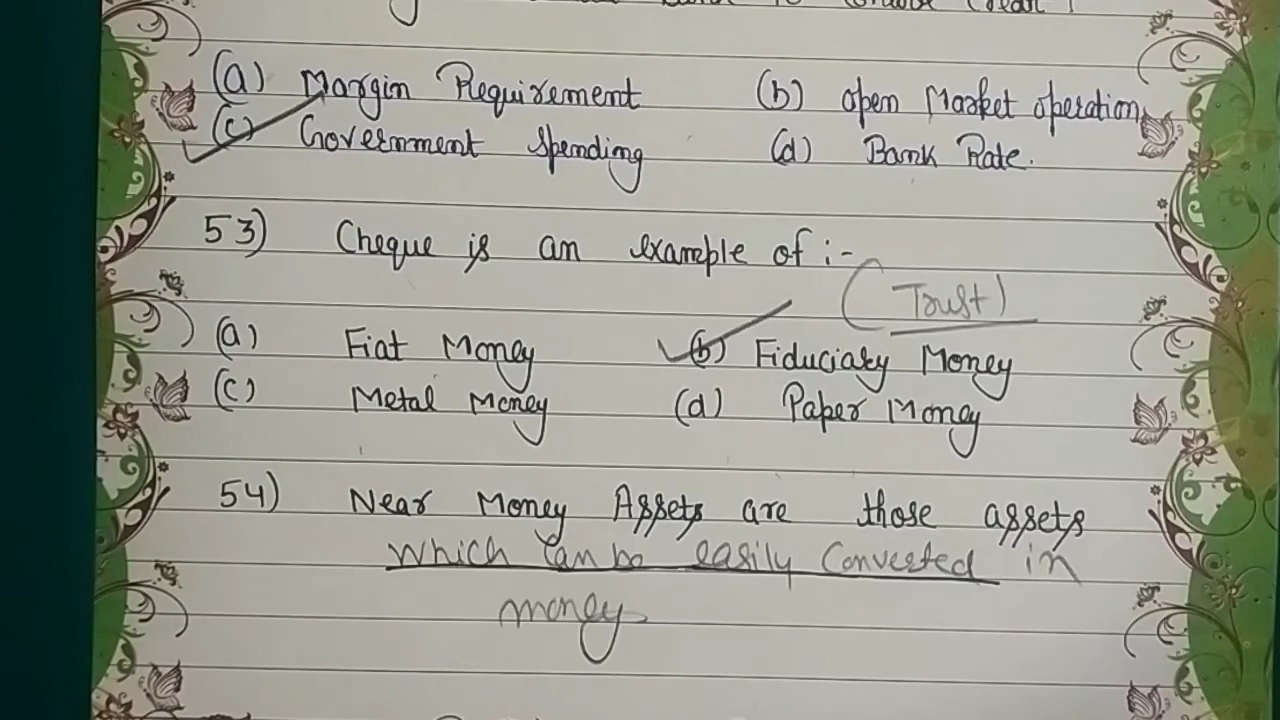 (a) Margin Requirement (b) open Market operation
(c) Government Spending (d) Bank Rate.
53) Cheque is an example of :-
(Trust)
(a) Fiat Money (b) Fiduciary Money
(c) Metal Money (d) Paper Money
54) Near Money Assets are those assets
which can be easily Converted in
money